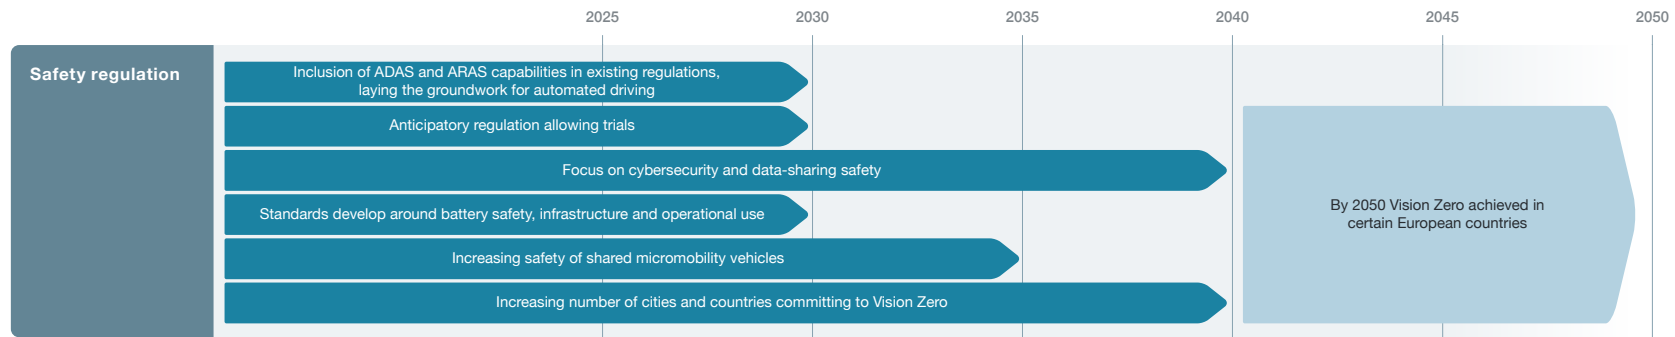 2025 2030 2035 2040 2045 2050
Safety regulation
Inclusion of ADAS and ARAS capabilities in existing regulations,
laying the groundwork for automated driving
Anticipatory regulation allowing trials
Focus on cybersecurity and data-sharing safety
Standards develop around battery safety, infrastructure and operational use
Increasing safety of shared micromobility vehicles
Increasing number of cities and countries committing to Vision Zero
By 2050 Vision Zero achieved in
certain European countries